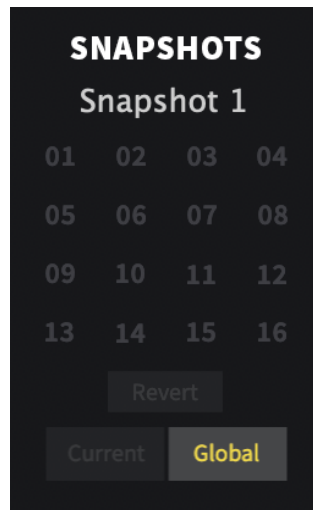 SNAPSHOTS
Snapshot 1
01 02 03 04
05 06 07 08
09 10 11 12
13 14 15 16
Revert
Current Global